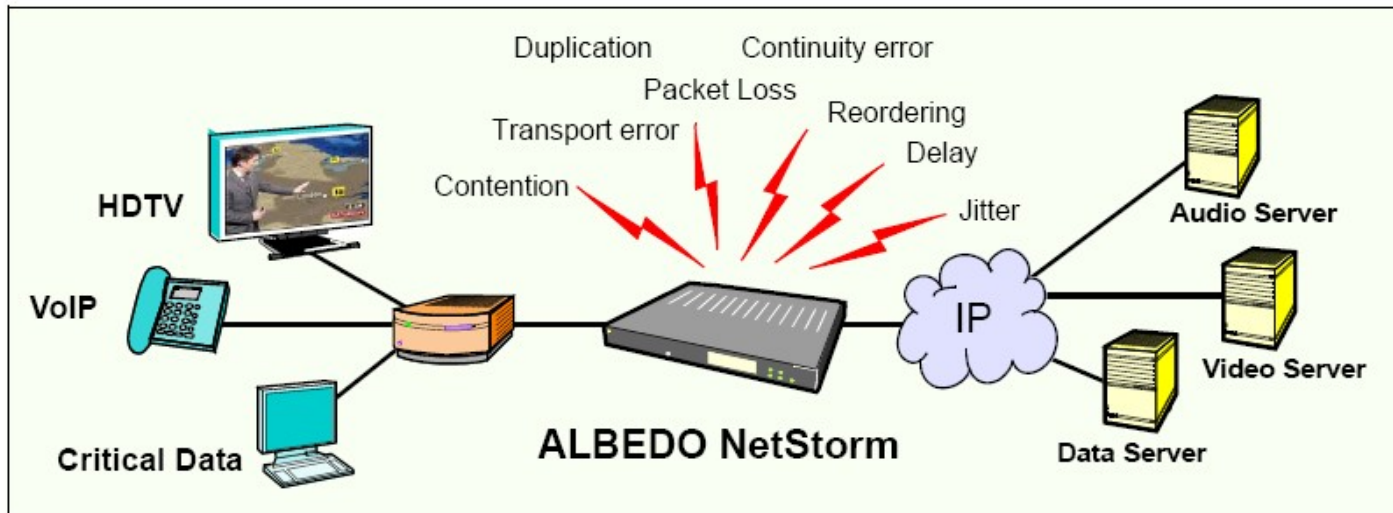 Duplication
Continuity error
Packet Loss
Transport error
Reordering
Delay
Contention
Jitter
HDTV
VoIP
Critical Data
ALBEDO NetStorm
IP
Audio Server
Video Server
Data Server